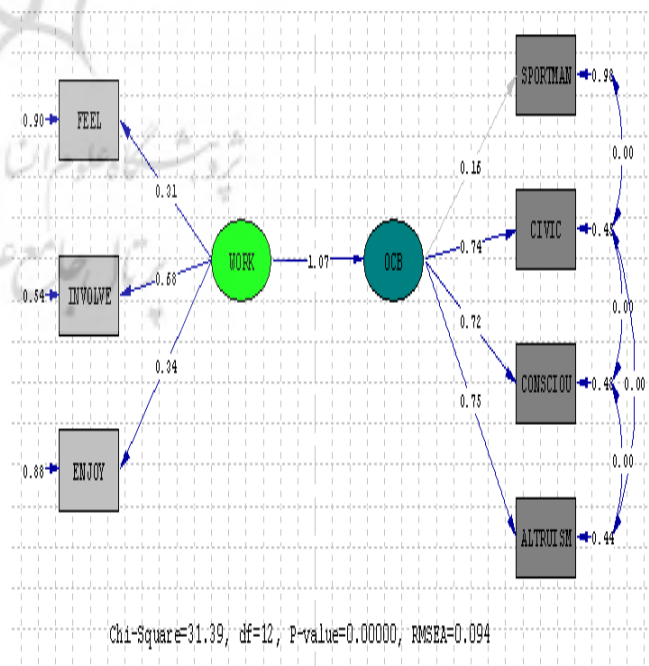 SPORTMAN
0.98
0.90
FEEL
0.00
0.31
0.16
CIVIC
0.45
WORK
1.07
OCB
0.74
0.54
INVOLVE
0.68
0.00
0.72
0.34
CONSCIOU
0.48
0.00
0.75
0.88
ENJOY
0.00
ALTRUISM
0.44
Chi-Square=31.39, df=12, P-value=0.00000, RMSEA=0.094